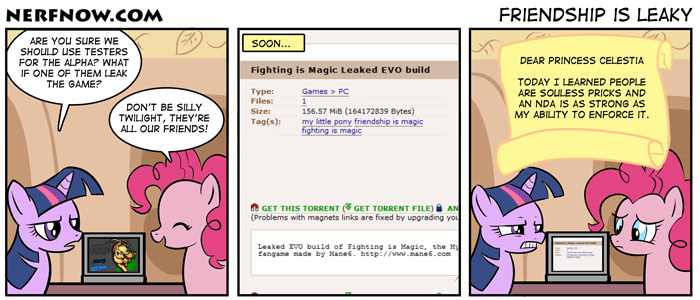 NERFNOW.COM
FRIENDSHIP IS LEAKY
ARE YOU SURE WE
SHOULD USE TESTERS
FOR THE ALPHA? WHAT
IF ONE OF THEM LEAK
THE GAME?
DON'T BE SILLY
TWILIGHT, THEY'RE
ALL OUR FRIENDS!
SOON...
Fighting is Magic Leaked EVO build
Type: Games > PC
Files: 1
Size: 156.57 MiB (164172839 Bytes)
Tag(s): my little pony friendship is magic
fighting is magic
GET THIS TORRENT (GET TORRENT FILE) AN
(Problems with magnets links are fixed by upgrading you
Leaked EVO build of Fighting is Magic, the My
fangame made by Mane6. http://www.mane6.com
DEAR PRINCESS CELESTIA
TODAY I LEARNED PEOPLE
ARE SOULESS PRICKS AND
AN NDA IS AS STRONG AS
MY ABILITY TO ENFORCE IT.
Fighting is Magic Leaked EVO build